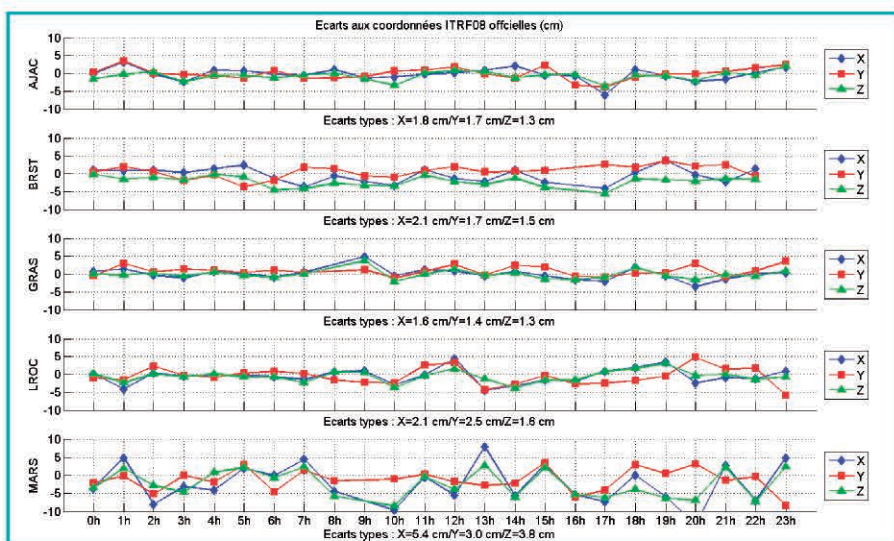 Ecarts aux coordonnées ITRF08 offcielles (cm)
10
5
0
-5
-10
AJAC
X
Y
Z
Ecarts types : X=1.8 cm/Y=1.7 cm/Z=1.3 cm
10
5
0
-5
-10
BRST
X
Y
Z
Ecarts types : X=2.1 cm/Y=1.7 cm/Z=1.5 cm
10
5
0
-5
-10
GRAS
X
Y
Z
Ecarts types : X=1.6 cm/Y=1.4 cm/Z=1.3 cm
10
5
0
-5
-10
LROC
X
Y
Z
Ecarts types : X=2.1 cm/Y=2.5 cm/Z=1.6 cm
10
5
0
-5
-10
MARS
X
Y
Z
0h 1h 2h 3h 4h 5h 6h 7h 8h 9h 10h 11h 12h 13h 14h 15h 16h 17h 18h 19h 20h 21h 22h 23h
Ecarts types : X=5.4 cm/Y=3.0 cm/Z=3.8 cm